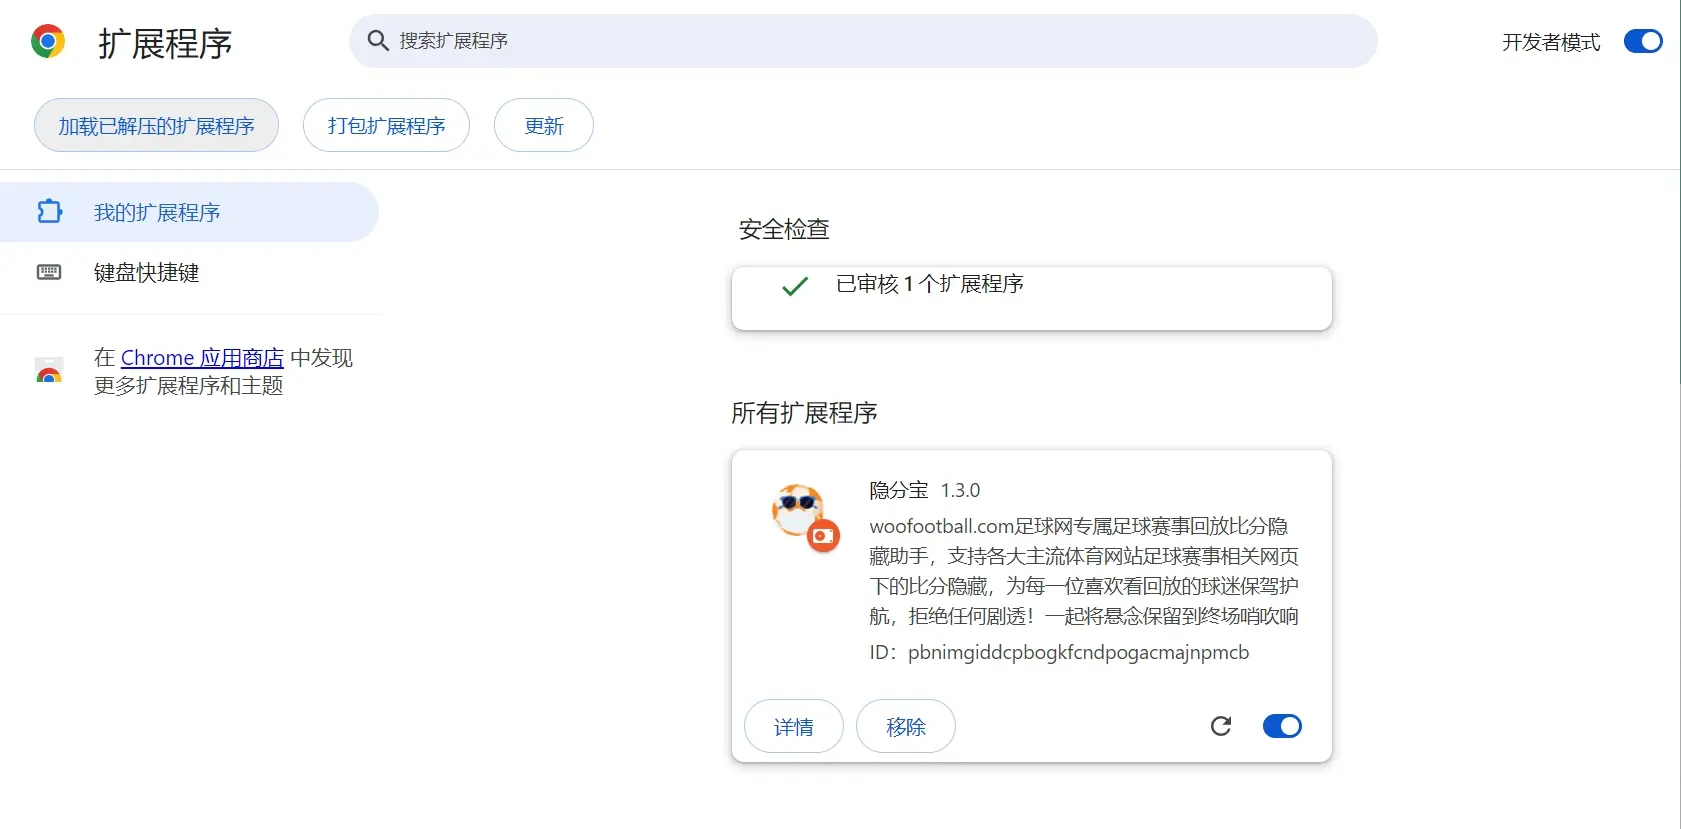 扩展程序
搜索扩展程序
开发者模式
加载已解压的扩展程序
打包扩展程序
更新
我的扩展程序
键盘快捷键
在 Chrome 应用商店 中发现
更多扩展程序和主题
安全检查
已审核 1 个扩展程序
所有扩展程序
隐分宝 1.3.0
woofootball.com足球网专属足球赛事回放比分隐
藏助手，支持各大主流体育网站足球赛事相关网页
下的比分隐藏，为每一位喜欢看回放的球迷保驾护
航，拒绝任何剧透！一起将悬念保留到终场哨吹响
ID：pbnimgiddcpbogkfcndpogacmajnpmcb
详情
移除